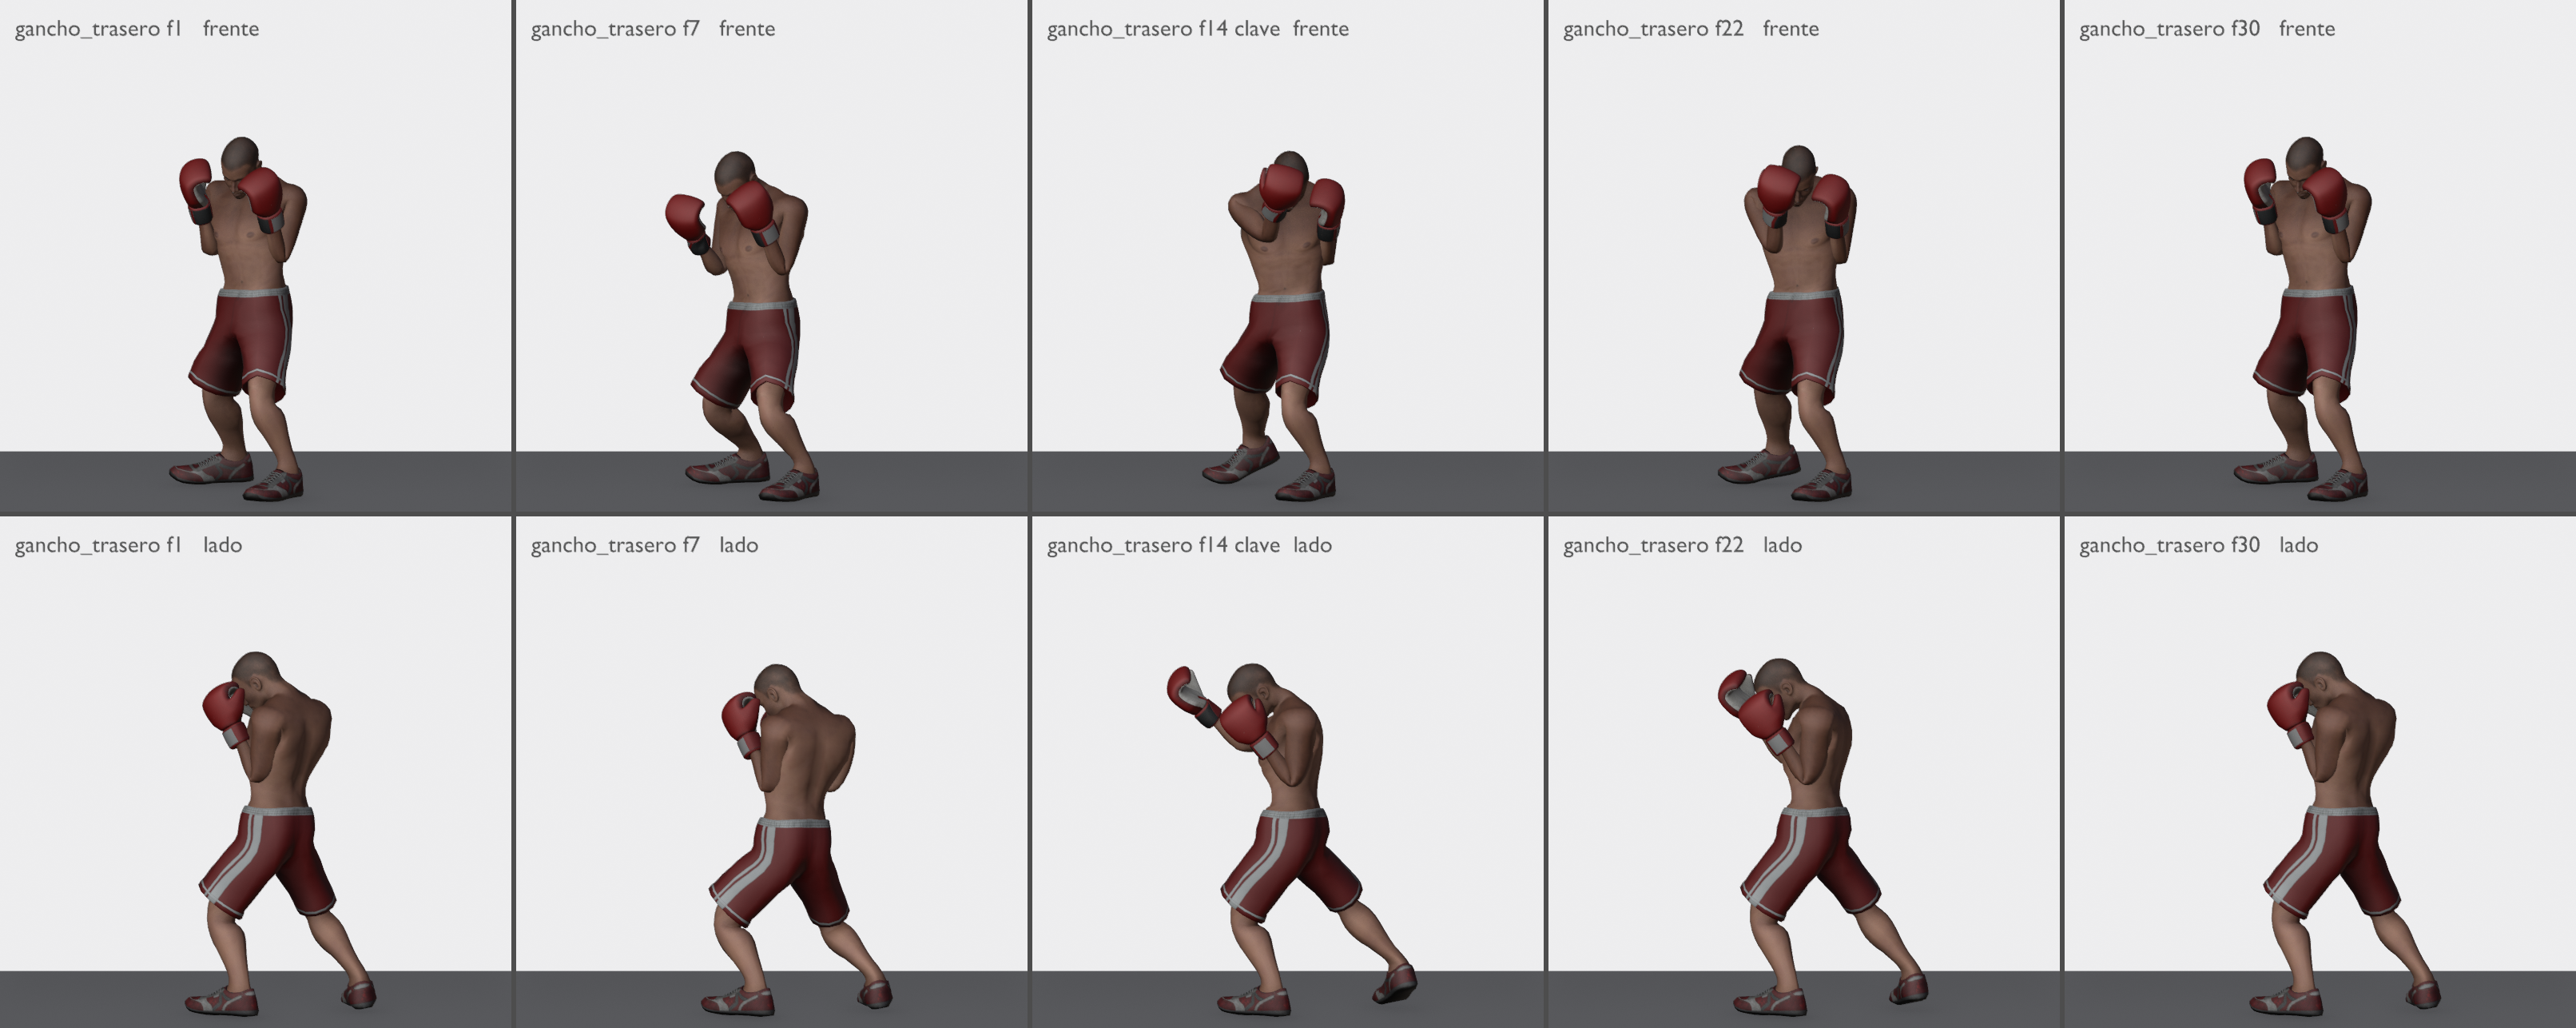 gancho_trasero f1 frente
gancho_trasero f7 frente
gancho_trasero f14 clave frente
gancho_trasero f22 frente
gancho_trasero f30 frente
gancho_trasero f1 lado
gancho_trasero f7 lado
gancho_trasero f14 clave lado
gancho_trasero f22 lado
gancho_trasero f30 lado